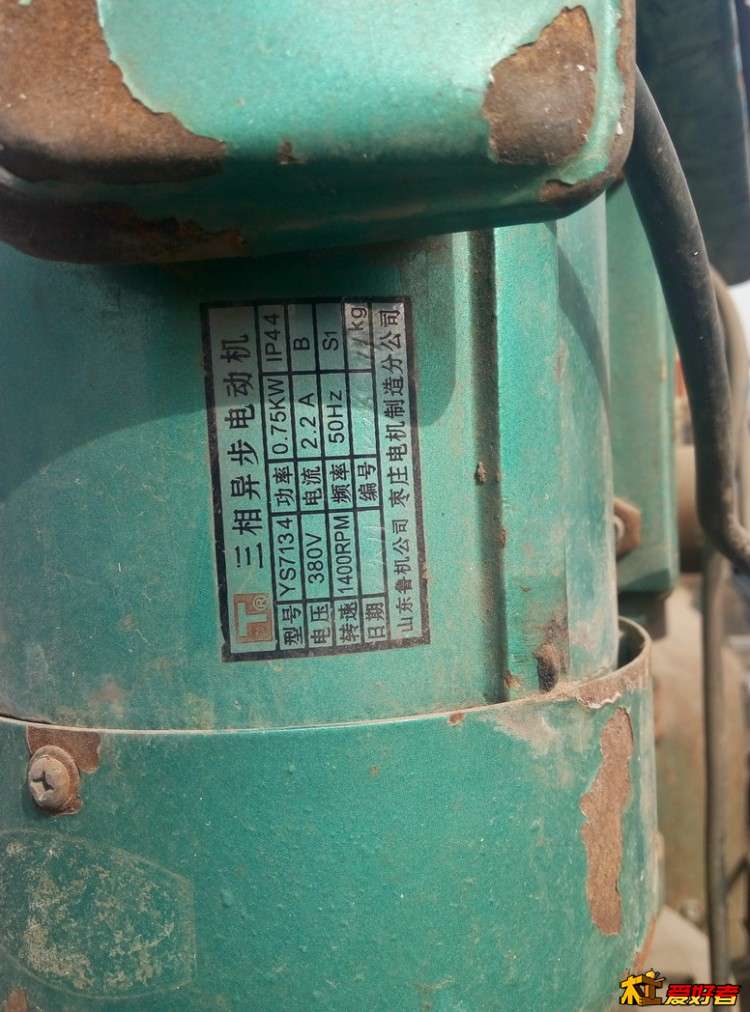 三相异步电动机
型号 YS7134 功率 0.75KW IP44
电压 380V 电流 2.2 A B
转速 1400RPM 频率 50Hz S1
日期 编号 kg
山东鲁机公司 枣庄电机制造分公司
爱好者